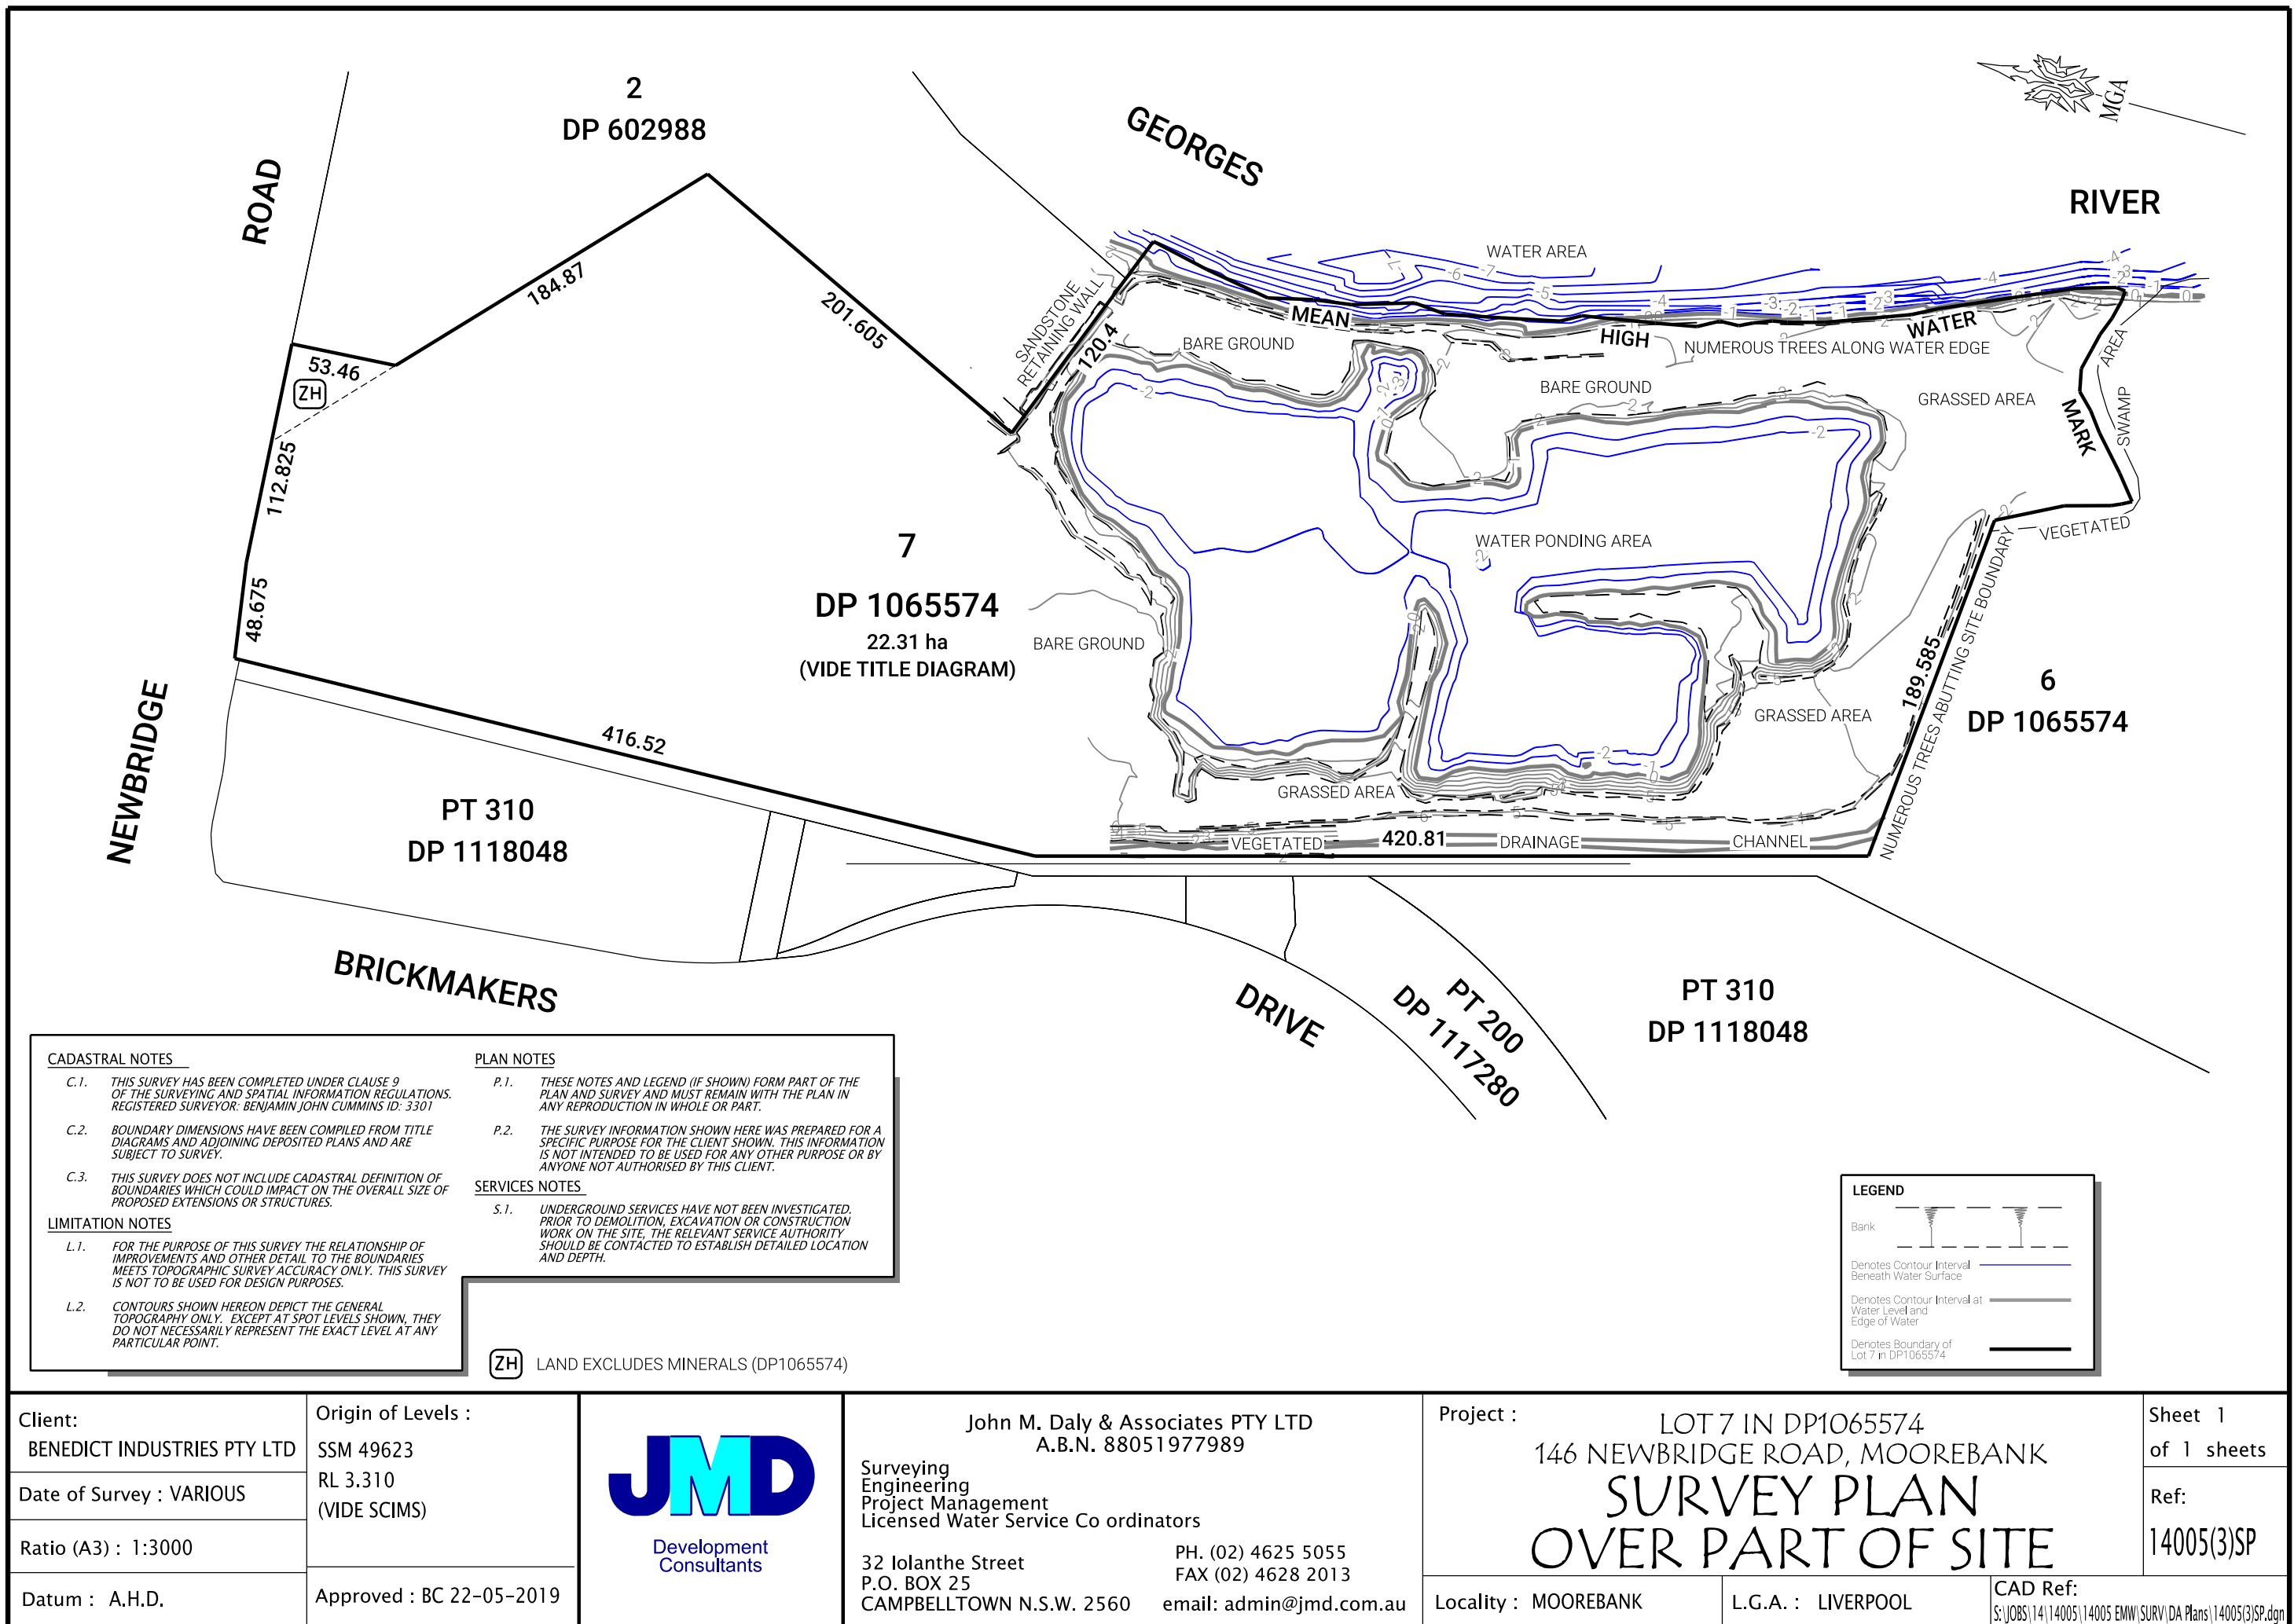 2
DP 602988
GEORGES
RIVER
MGA
ROAD
184.87
201.605
53.46
ZH
112.825
48.675
SANDSTONE
RETAINING WALL
120.4
WATER AREA
MEAN
HIGH
WATER
MARK
BARE GROUND
NUMEROUS TREES ALONG WATER EDGE
BARE GROUND
GRASSED AREA
SWAMP
AREA
7
DP 1065574
22.31 ha
(VIDE TITLE DIAGRAM)
BARE GROUND
WATER PONDING AREA
VEGETATED
189.585
NUMEROUS TREES ABUTTING SITE BOUNDARY
6
DP 1065574
GRASSED AREA
GRASSED AREA
NEWBRIDGE
416.52
PT 310
DP 1118048
VEGETATED
420.81
DRAINAGE
CHANNEL
BRICKMAKERS
DRIVE
PT 200
DP 1117280
PT 310
DP 1118048
CADASTRAL NOTES
C.1. THIS SURVEY HAS BEEN COMPLETED UNDER CLAUSE 9
OF THE SURVEYING AND SPATIAL INFORMATION REGULATIONS.
REGISTERED SURVEYOR: BENJAMIN JOHN CUMMINS ID: 3301
C.2. BOUNDARY DIMENSIONS HAVE BEEN COMPILED FROM TITLE
DIAGRAMS AND ADJOINING DEPOSITED PLANS AND ARE
SUBJECT TO SURVEY.
C.3. THIS SURVEY DOES NOT INCLUDE CADASTRAL DEFINITION OF
BOUNDARIES WHICH COULD IMPACT ON THE OVERALL SIZE OF
PROPOSED EXTENSIONS OR STRUCTURES.
LIMITATION NOTES
L.1. FOR THE PURPOSE OF THIS SURVEY THE RELATIONSHIP OF
IMPROVEMENTS AND OTHER DETAIL TO THE BOUNDARIES
MEETS TOPOGRAPHIC SURVEY ACCURACY ONLY. THIS SURVEY
IS NOT TO BE USED FOR DESIGN PURPOSES.
L.2. CONTOURS SHOWN HEREON DEPICT THE GENERAL
TOPOGRAPHY ONLY. EXCEPT AT SPOT LEVELS SHOWN, THEY
DO NOT NECESSARILY REPRESENT THE EXACT LEVEL AT ANY
PARTICULAR POINT.
PLAN NOTES
P.1. THESE NOTES AND LEGEND (IF SHOWN) FORM PART OF THE
PLAN AND SURVEY AND MUST REMAIN WITH THE PLAN IN
ANY REPRODUCTION IN WHOLE OR PART.
P.2. THE SURVEY INFORMATION SHOWN HERE WAS PREPARED FOR A
SPECIFIC PURPOSE FOR THE CLIENT SHOWN. THIS INFORMATION
IS NOT INTENDED TO BE USED FOR ANY OTHER PURPOSE OR BY
ANYONE NOT AUTHORISED BY THIS CLIENT.
SERVICES NOTES
S.1. UNDERGROUND SERVICES HAVE NOT BEEN INVESTIGATED.
PRIOR TO DEMOLITION, EXCAVATION OR CONSTRUCTION
WORK ON THE SITE, THE RELEVANT SERVICE AUTHORITY
SHOULD BE CONTACTED TO ESTABLISH DETAILED LOCATION
AND DEPTH.
ZH LAND EXCLUDES MINERALS (DP1065574)
LEGEND
Bank
Denotes Contour Interval
Beneath Water Surface
Denotes Contour Interval at
Water Level and
Edge of Water
Denotes Boundary of
Lot 7 in DP1065574
Client:
BENEDICT INDUSTRIES PTY LTD
Date of Survey : VARIOUS
Ratio (A3) : 1:3000
Datum : A.H.D.
Origin of Levels :
SSM 49623
RL 3.310
(VIDE SCIMS)
Approved : BC 22-05-2019
JMD
Development
Consultants
John M. Daly & Associates PTY LTD
A.B.N. 88051977989
Surveying
Engineering
Project Management
Licensed Water Service Co ordinators
32 Iolanthe Street
P.O. BOX 25
CAMPBELLTOWN N.S.W. 2560
PH. (02) 4625 5055
FAX (02) 4628 2013
email: admin@jmd.com.au
Project :
LOT 7 IN DP1065574
146 NEWBRIDGE ROAD, MOOREBANK
SURVEY PLAN
OVER PART OF SITE
Locality : MOOREBANK
L.G.A. : LIVERPOOL
Sheet 1
of 1 sheets
Ref:
14005(3)SP
CAD Ref:
S:\JOBS\14\14005\14005 EMW\SURV\DA Plans\14005(3)SP.dgn